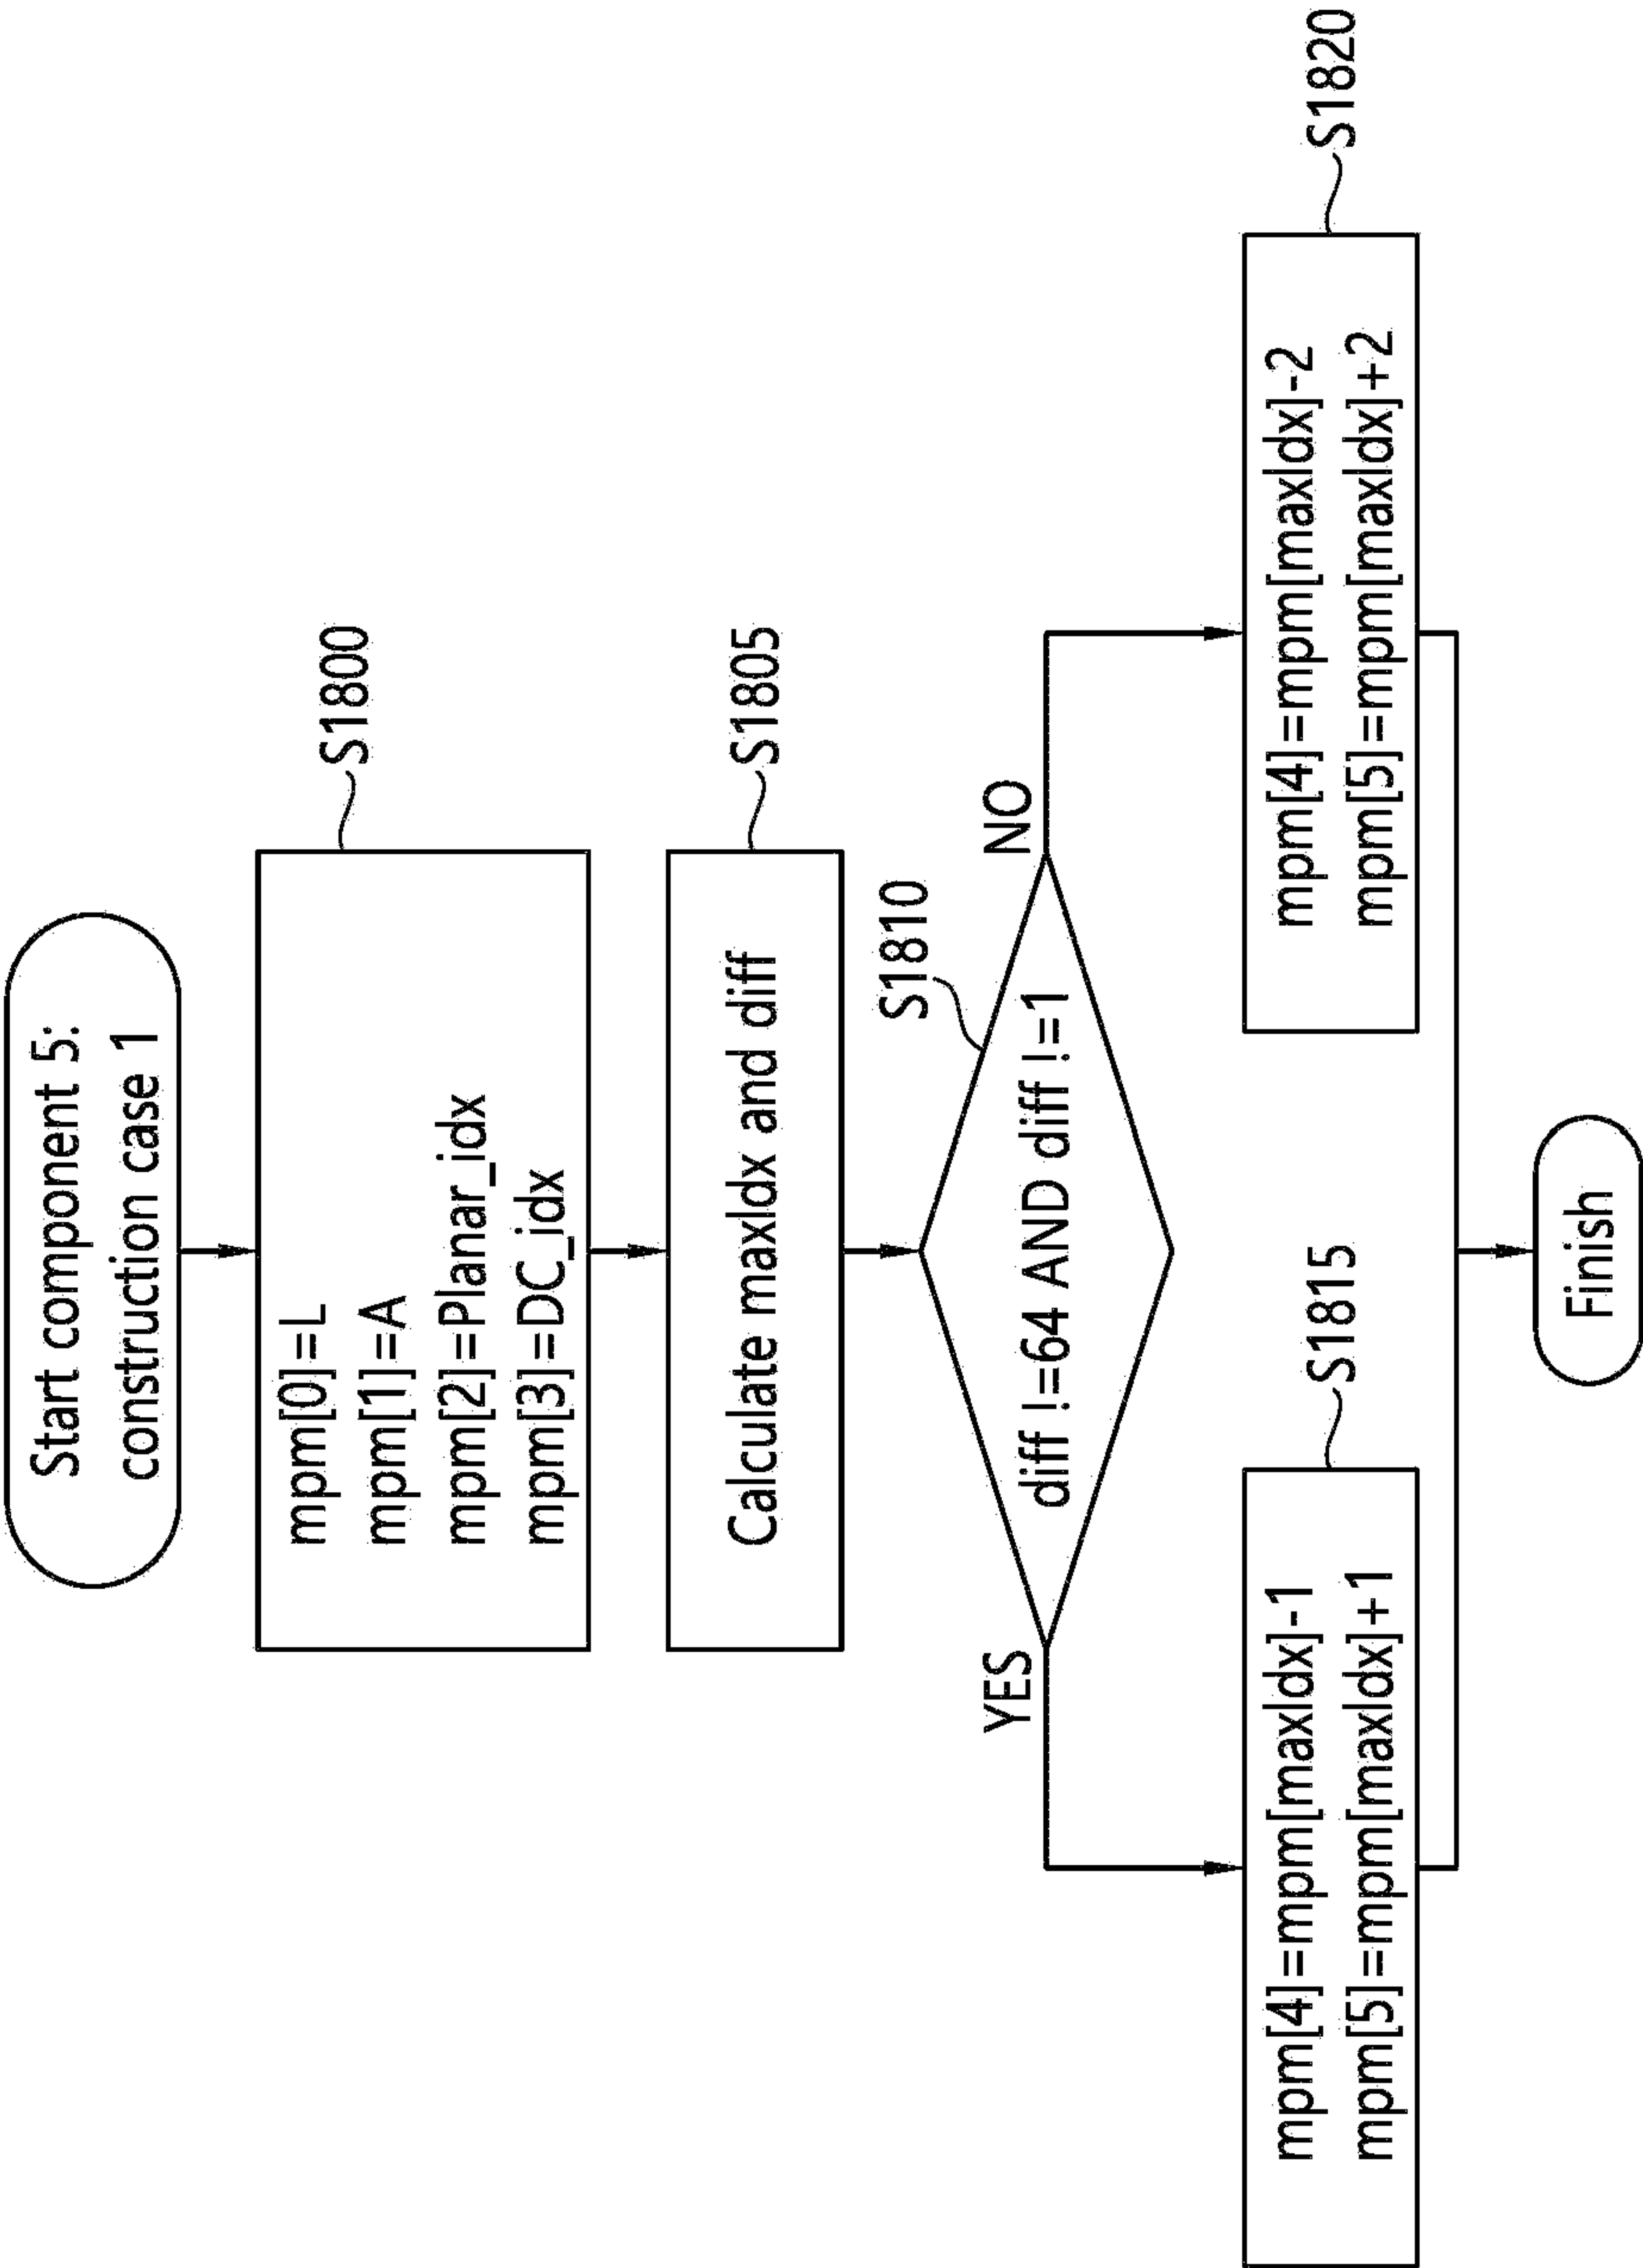 Start component 5:
construction case 1
mpm[0]=L
mpm[1]=A
mpm[2]=Planar_idx
mpm[3]=DC_idx
S1800
Calculate maxIdx and diff
S1805
diff !=64 AND diff !=1
S1810
YES
NO
mpm[4]=mpm[maxIdx]-1
mpm[5]=mpm[maxIdx]+1
S1815
mpm[4]=mpm[maxIdx]-2
mpm[5]=mpm[maxIdx]+2
S1820
Finish